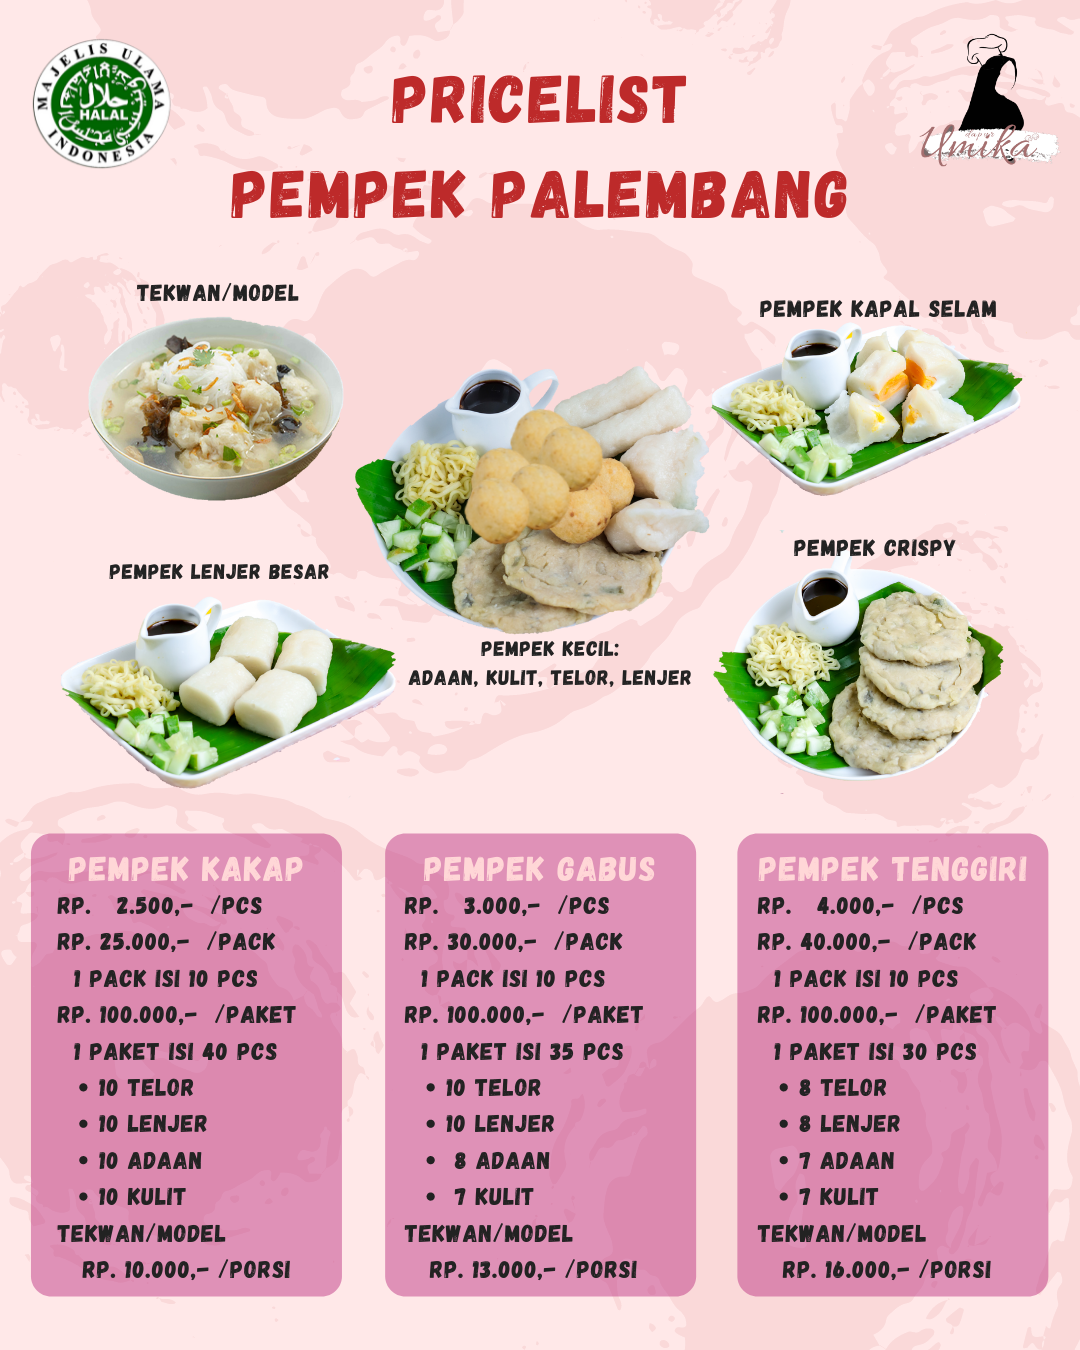 MAJELIS ULAMA
INDONESIA
حلال
HALAL
PRICELIST
Umika
PEMPEK PALEMBANG
TEKWAN/MODEL
PEMPEK KAPAL SELAM
PEMPEK CRISPY
PEMPEK LENJER BESAR
PEMPEK KECIL:
ADAAN, KULIT, TELOR, LENJER
PEMPEK KAKAP
RP. 2.500,- /PCS
RP. 25.000,- /PACK
1 PACK ISI 10 PCS
RP. 100.000,- /PAKET
1 PAKET ISI 40 PCS
• 10 TELOR
• 10 LENJER
• 10 ADAAN
• 10 KULIT
TEKWAN/MODEL
RP. 10.000,- /PORSI
PEMPEK GABUS
RP. 3.000,- /PCS
RP. 30.000,- /PACK
1 PACK ISI 10 PCS
RP. 100.000,- /PAKET
1 PAKET ISI 35 PCS
• 10 TELOR
• 10 LENJER
• 8 ADAAN
• 7 KULIT
TEKWAN/MODEL
RP. 13.000,- /PORSI
PEMPEK TENGGIRI
RP. 4.000,- /PCS
RP. 40.000,- /PACK
1 PACK ISI 10 PCS
RP. 100.000,- /PAKET
1 PAKET ISI 30 PCS
• 8 TELOR
• 8 LENJER
• 7 ADAAN
• 7 KULIT
TEKWAN/MODEL
RP. 16.000,- /PORSI